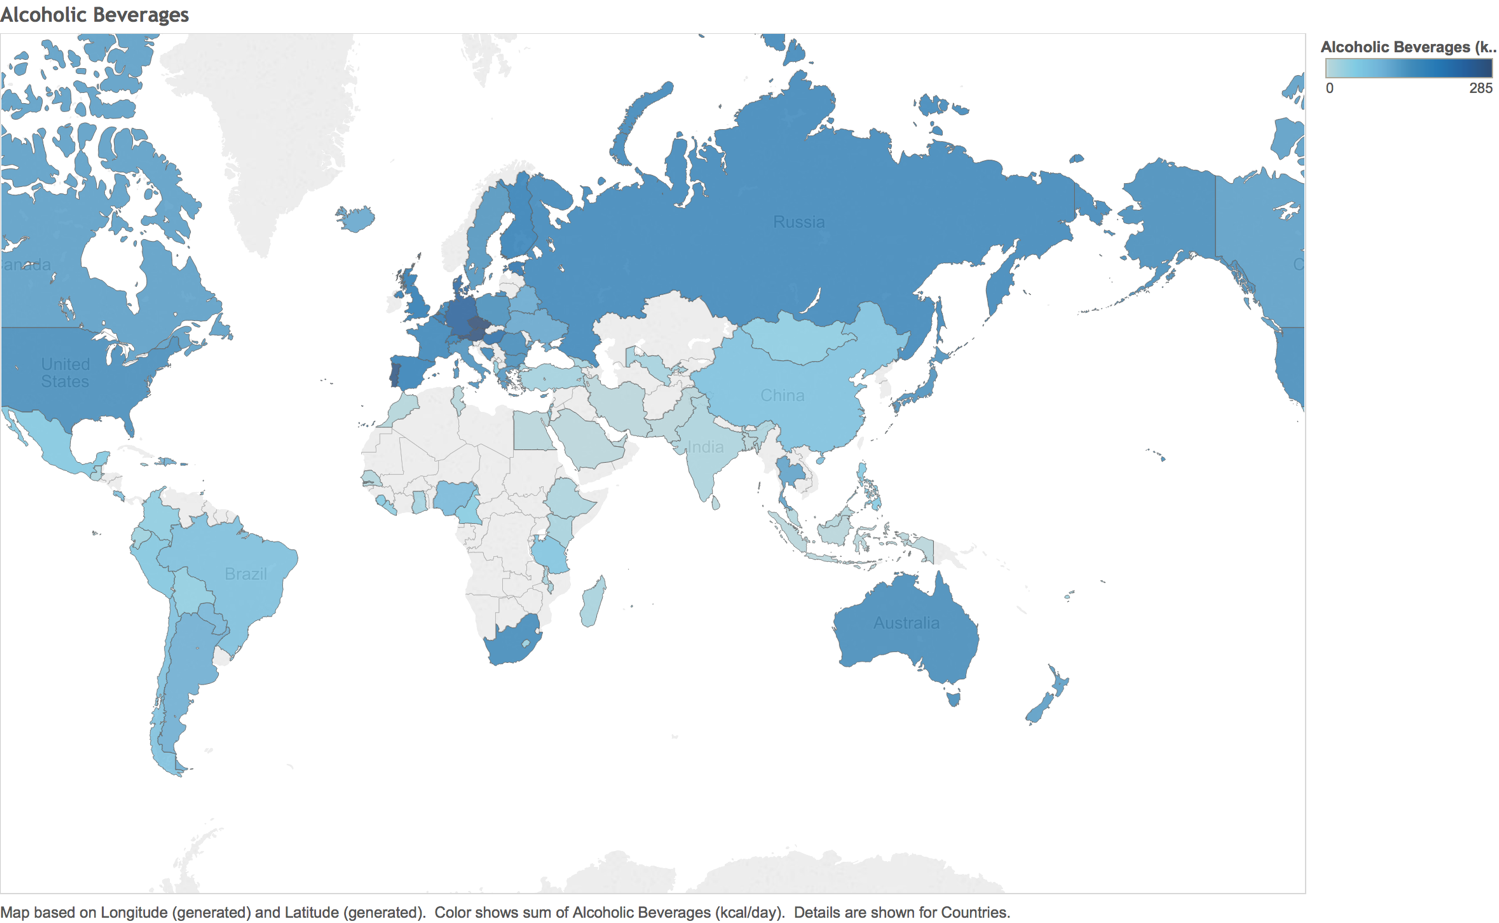 Alcoholic Beverages
Alcoholic Beverages (k..
0 285
Russia
anada
C
United
States
China
India
Brazil
Australia
Map based on Longitude (generated) and Latitude (generated).  Color shows sum of Alcoholic Beverages (kcal/day).  Details are shown for Countries.